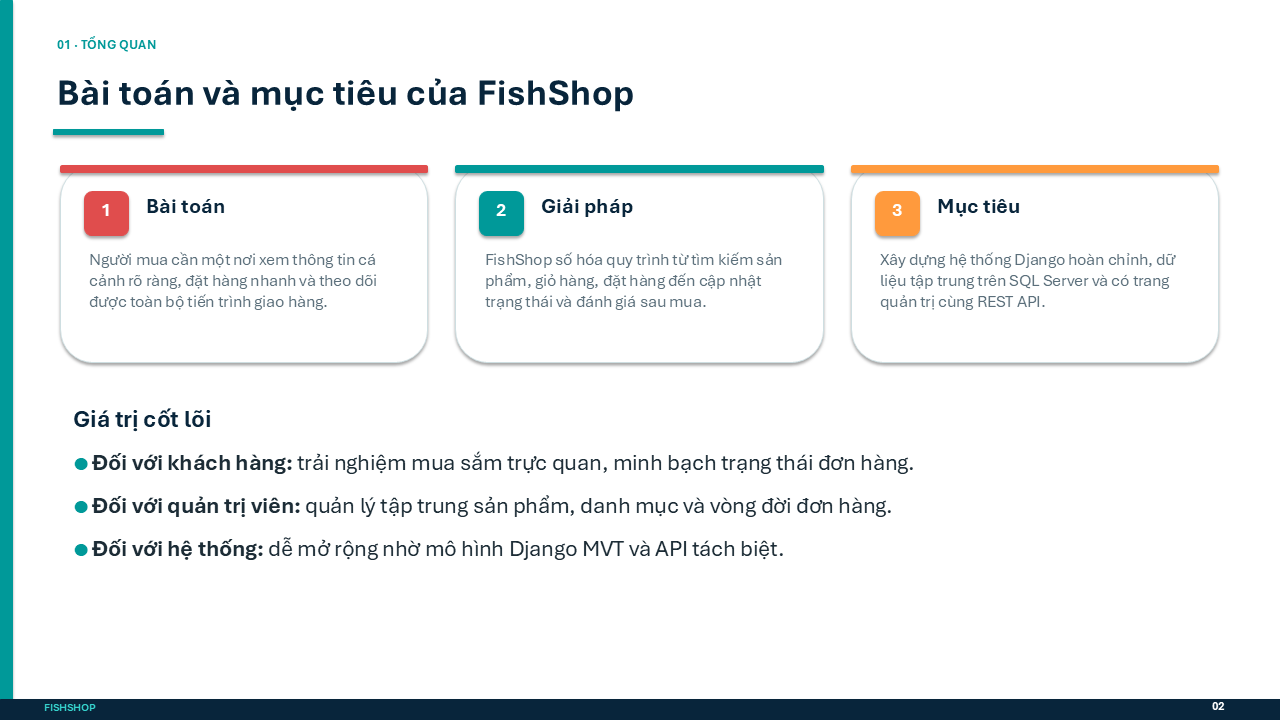 01 · TỔNG QUAN
Bài toán và mục tiêu của FishShop
1
Bài toán
Người mua cần một nơi xem thông tin cá
cảnh rõ ràng, đặt hàng nhanh và theo dõi
được toàn bộ tiến trình giao hàng.
2
Giải pháp
FishShop số hóa quy trình từ tìm kiếm sản
phẩm, giỏ hàng, đặt hàng đến cập nhật
trạng thái và đánh giá sau mua.
3
Mục tiêu
Xây dựng hệ thống Django hoàn chỉnh, dữ
liệu tập trung trên SQL Server và có trang
quản trị cùng REST API.
Giá trị cốt lõi
Đối với khách hàng: trải nghiệm mua sắm trực quan, minh bạch trạng thái đơn hàng.
Đối với quản trị viên: quản lý tập trung sản phẩm, danh mục và vòng đời đơn hàng.
Đối với hệ thống: dễ mở rộng nhờ mô hình Django MVT và API tách biệt.
FISHSHOP
02